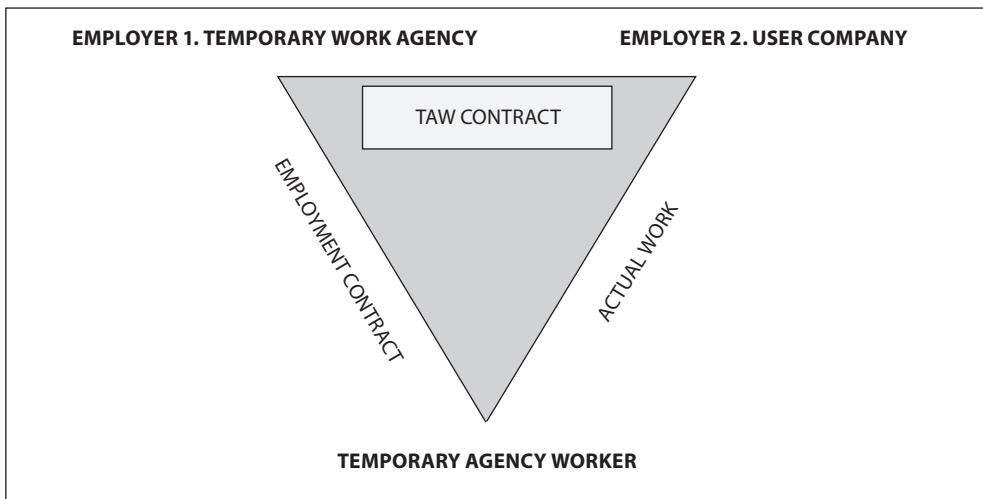 EMPLOYER 1. TEMPORARY WORK AGENCY
EMPLOYER 2. USER COMPANY
TAW CONTRACT
EMPLOYMENT CONTRACT
ACTUAL WORK
TEMPORARY AGENCY WORKER